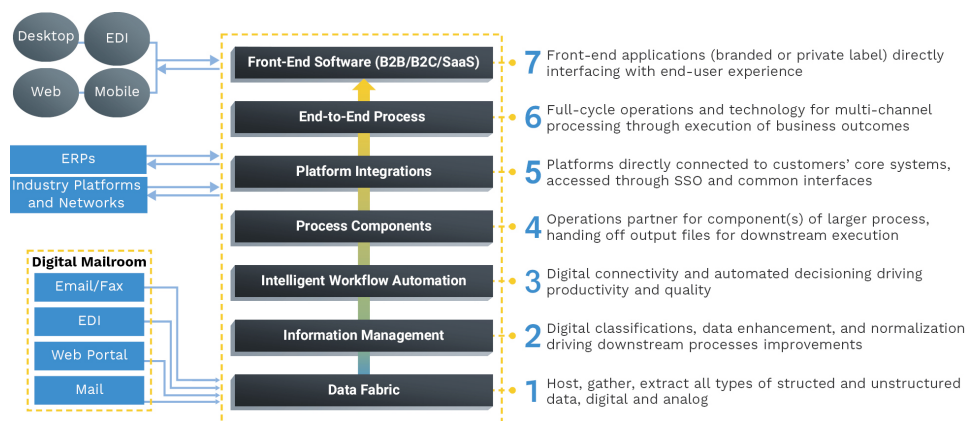 Desktop
EDI
Web
Mobile
Front-End Software (B2B/B2C/SaaS)
7
Front-end applications (branded or private label) directly
interfacing with end-user experience
End-to-End Process
6
Full-cycle operations and technology for multi-channel
processing through execution of business outcomes
ERPs
Industry Platforms
and Networks
Platform Integrations
5
Platforms directly connected to customers’ core systems,
accessed through SSO and common interfaces
Process Components
4
Operations partner for component(s) of larger process,
handing off output files for downstream execution
Digital Mailroom
Email/Fax
EDI
Web Portal
Mail
Intelligent Workflow Automation
3
Digital connectivity and automated decisioning driving
productivity and quality
Information Management
2
Digital classifications, data enhancement, and normalization
driving downstream processes improvements
Data Fabric
1
Host, gather, extract all types of structed and unstructured
data, digital and analog